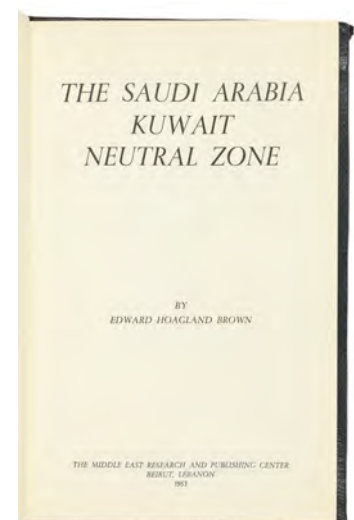 THE SAUDI ARABIA
KUWAIT
NEUTRAL ZONE
BY
EDWARD HOAGLAND BROWN
THE MIDDLE EAST RESEARCH AND PUBLISHING CENTER
BEIRUT, LEBANON
1963